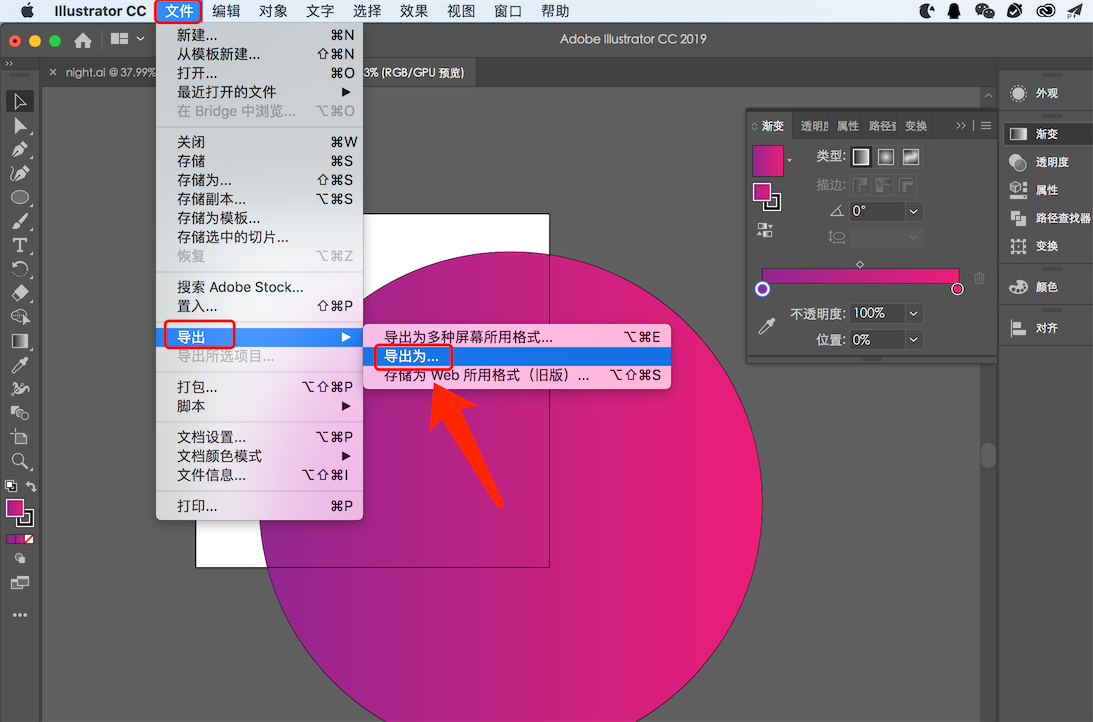 Illustrator CC 文件 编辑 对象 文字 选择 效果 视图 窗口 帮助
Adobe Illustrator CC 2019
× night.ai @ 37.99%
3% (RGB/GPU 预览)
新建... ⌘N
从模板新建... ⇧⌘N
打开... ⌘O
最近打开的文件 ▶
在 Bridge 中浏览... ⌥⌘O
关闭 ⌘W
存储 ⌘S
存储为... ⇧⌘S
存储副本... ⌥⌘S
存储为模板...
存储选中的切片...
恢复 ⌥⌘Z
搜索 Adobe Stock...
置入... ⇧⌘P
导出 ▶
导出所选项目...
打包... ⌥⇧⌘P
脚本 ▶
文档设置... ⌥⌘P
文档颜色模式 ▶
文件信息... ⌥⇧⌘I
打印... ⌘P
导出为多种屏幕所用格式... ⌥⌘E
导出为...
存储为 Web 所用格式（旧版）... ⌥⇧⌘S
渐变 透明度 属性 路径查 变换
类型:
描边:
0°
不透明度: 100%
位置: 0%
外观
渐变
透明度
属性
路径查找器
变换
颜色
对齐